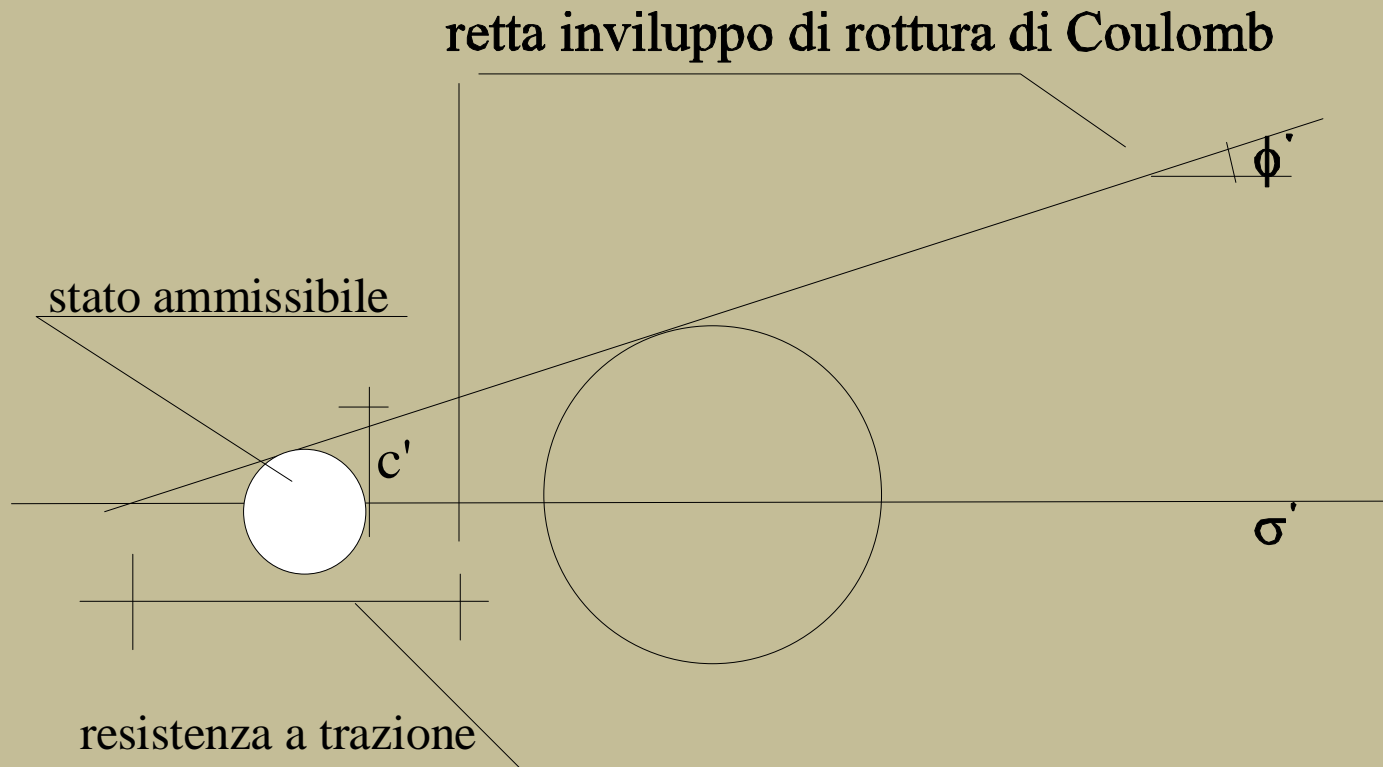 retta inviluppo di rottura di Coulomb
ϕ'
stato ammissibile
c'
σ'
resistenza a trazione